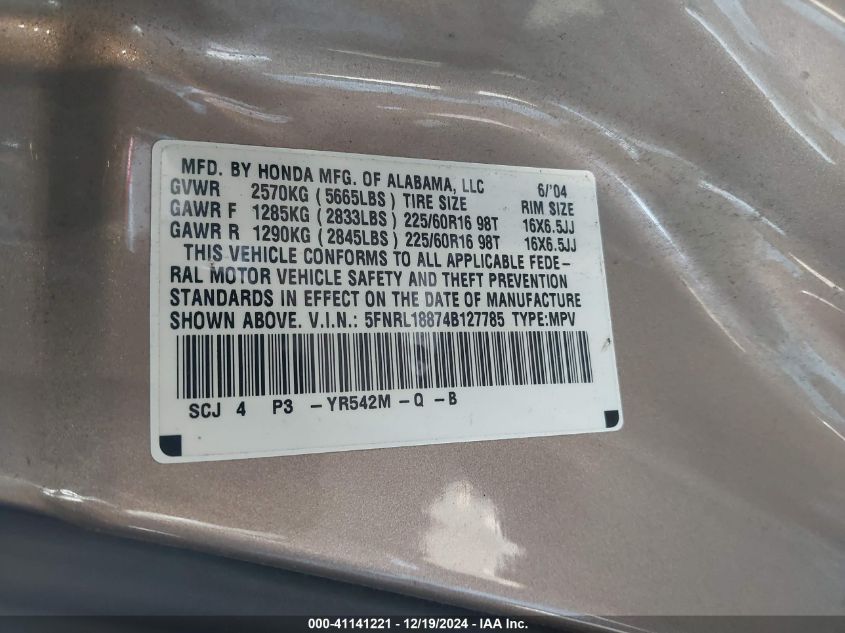 MFD. BY HONDA MFG. OF ALABAMA, LLC 6/'04
GVWR 2570KG (5665LBS) TIRE SIZE RIM SIZE
GAWR F 1285KG (2833LBS) 225/60R16 98T 16X6.5JJ
GAWR R 1290KG (2845LBS) 225/60R16 98T 16X6.5JJ
THIS VEHICLE CONFORMS TO ALL APPLICABLE FEDE-
RAL MOTOR VEHICLE SAFETY AND THEFT PREVENTION
STANDARDS IN EFFECT ON THE DATE OF MANUFACTURE
SHOWN ABOVE. V.I.N.: 5FNRL18874B127785 TYPE:MPV
SCJ 4 P3 -YR542M -Q -B
000-41141221 - 12/19/2024 - IAA Inc.